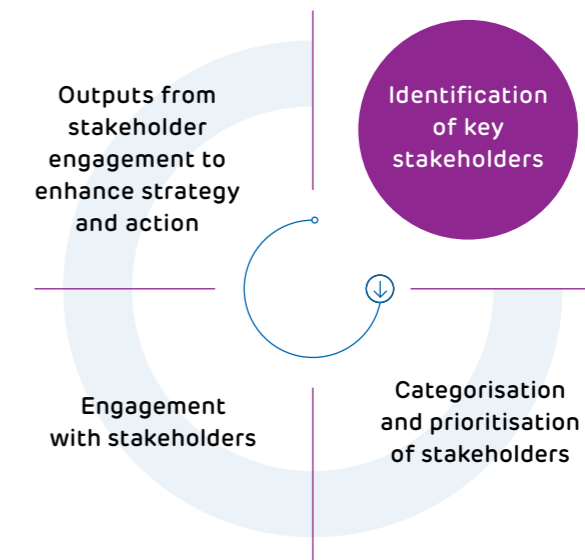 Outputs from
stakeholder
engagement to
enhance strategy
and action
Identification
of key
stakeholders
Engagement
with stakeholders
Categorisation
and prioritisation
of stakeholders